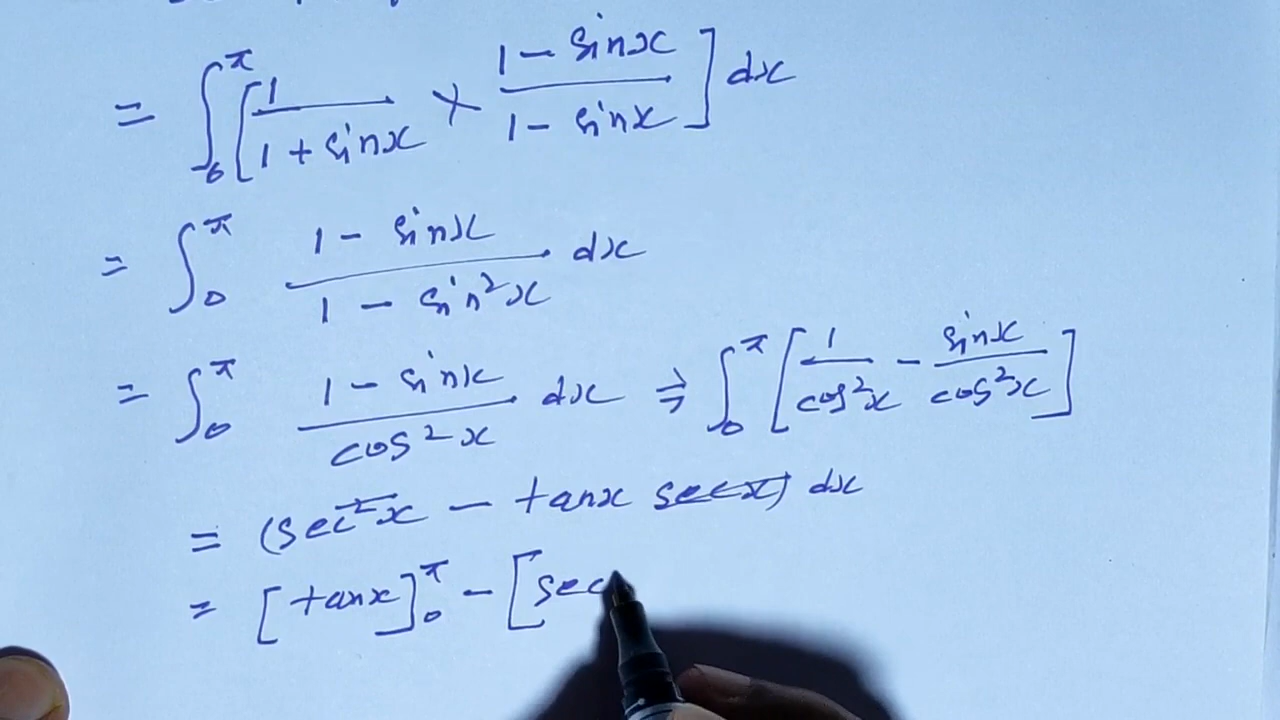 = ∫₀^π [1/(1 + sinx) × (1 - sinx)/(1 - sinx)] dx
= ∫₀^π (1 - sinx)/(1 - sin²x) dx
= ∫₀^π (1 - sinx)/(cos²x) dx ⇒ ∫₀^π [1/cos²x - sinx/cos²x]
= (sec²x - tanx secx) dx
= [tanx]₀^π - [sec